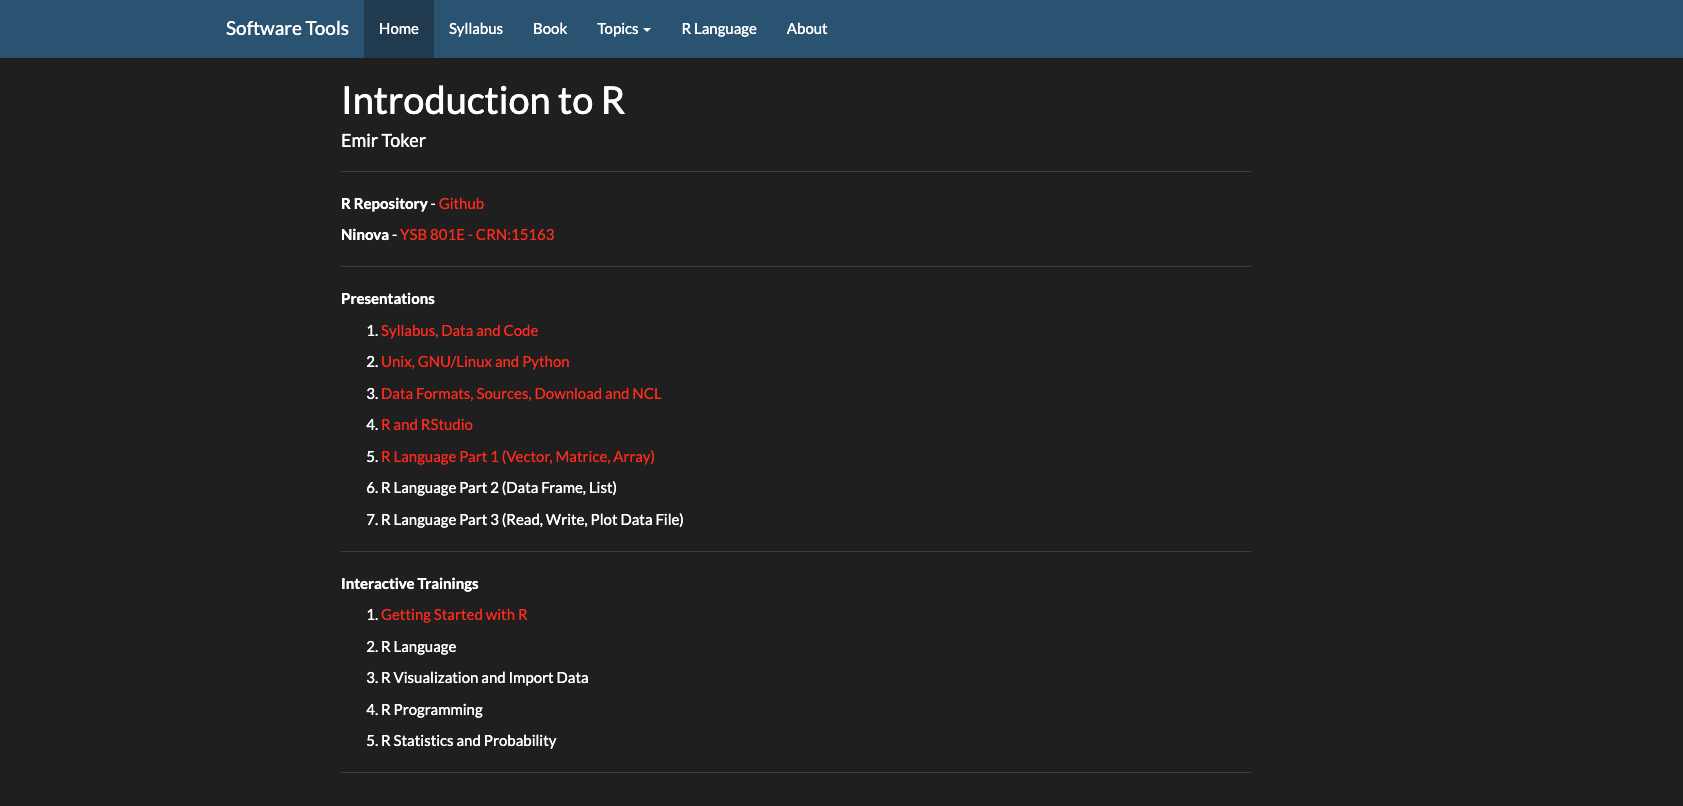 Software Tools Home Syllabus Book Topics R Language About
Introduction to R
Emir Toker
R Repository - Github
Ninova - YSB 801E - CRN:15163
Presentations
1. Syllabus, Data and Code
2. Unix, GNU/Linux and Python
3. Data Formats, Sources, Download and NCL
4. R and RStudio
5. R Language Part 1 (Vector, Matrice, Array)
6. R Language Part 2 (Data Frame, List)
7. R Language Part 3 (Read, Write, Plot Data File)
Interactive Trainings
1. Getting Started with R
2. R Language
3. R Visualization and Import Data
4. R Programming
5. R Statistics and Probability